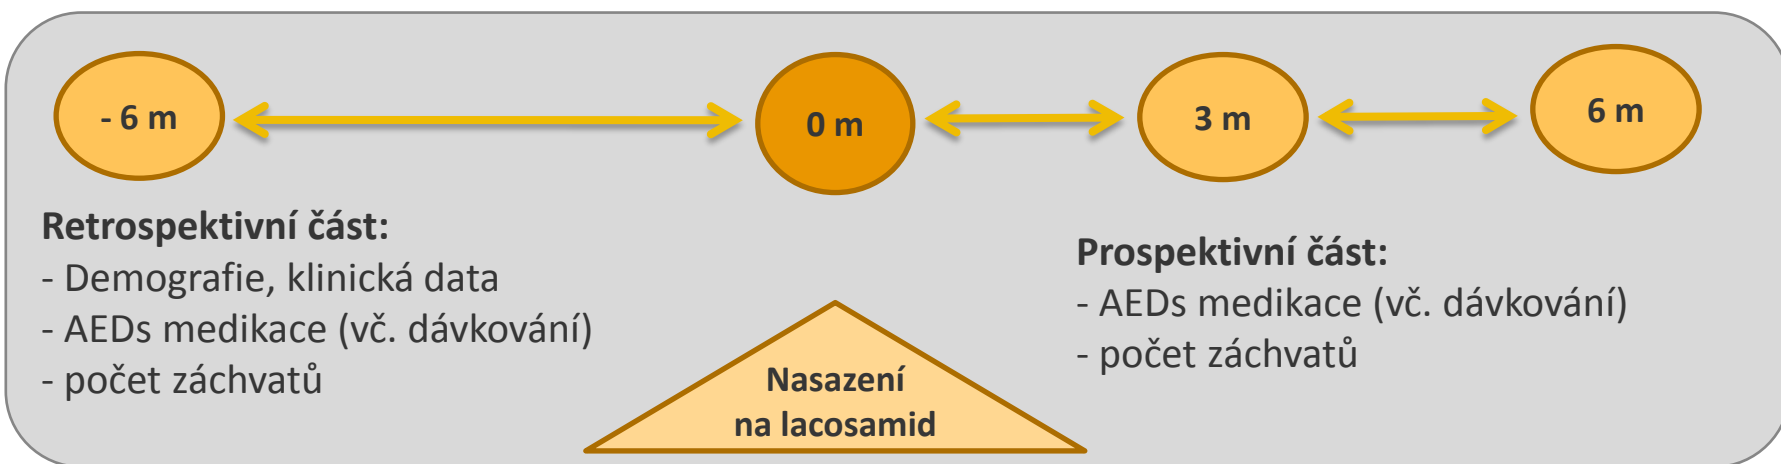 - 6 m
0 m
3 m
6 m
Retrospektivní část:
- Demografie, klinická data
- AEDs medikace (vč. dávkování)
- počet záchvatů
Nasazení
na lacosamid
Prospektivní část:
- AEDs medikace (vč. dávkování)
- počet záchvatů